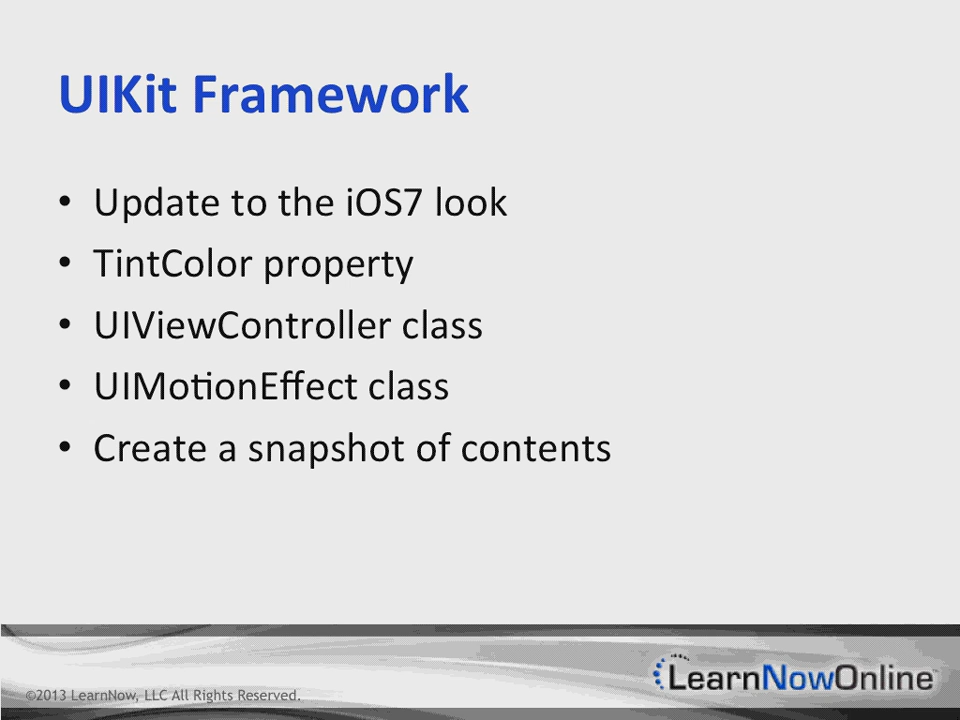 UIKit Framework
• Update to the iOS7 look
• TintColor property
• UIViewController class
• UIMotionEffect class
• Create a snapshot of contents
©2013 LearnNow, LLC All Rights Reserved.
LearnNowOnline™